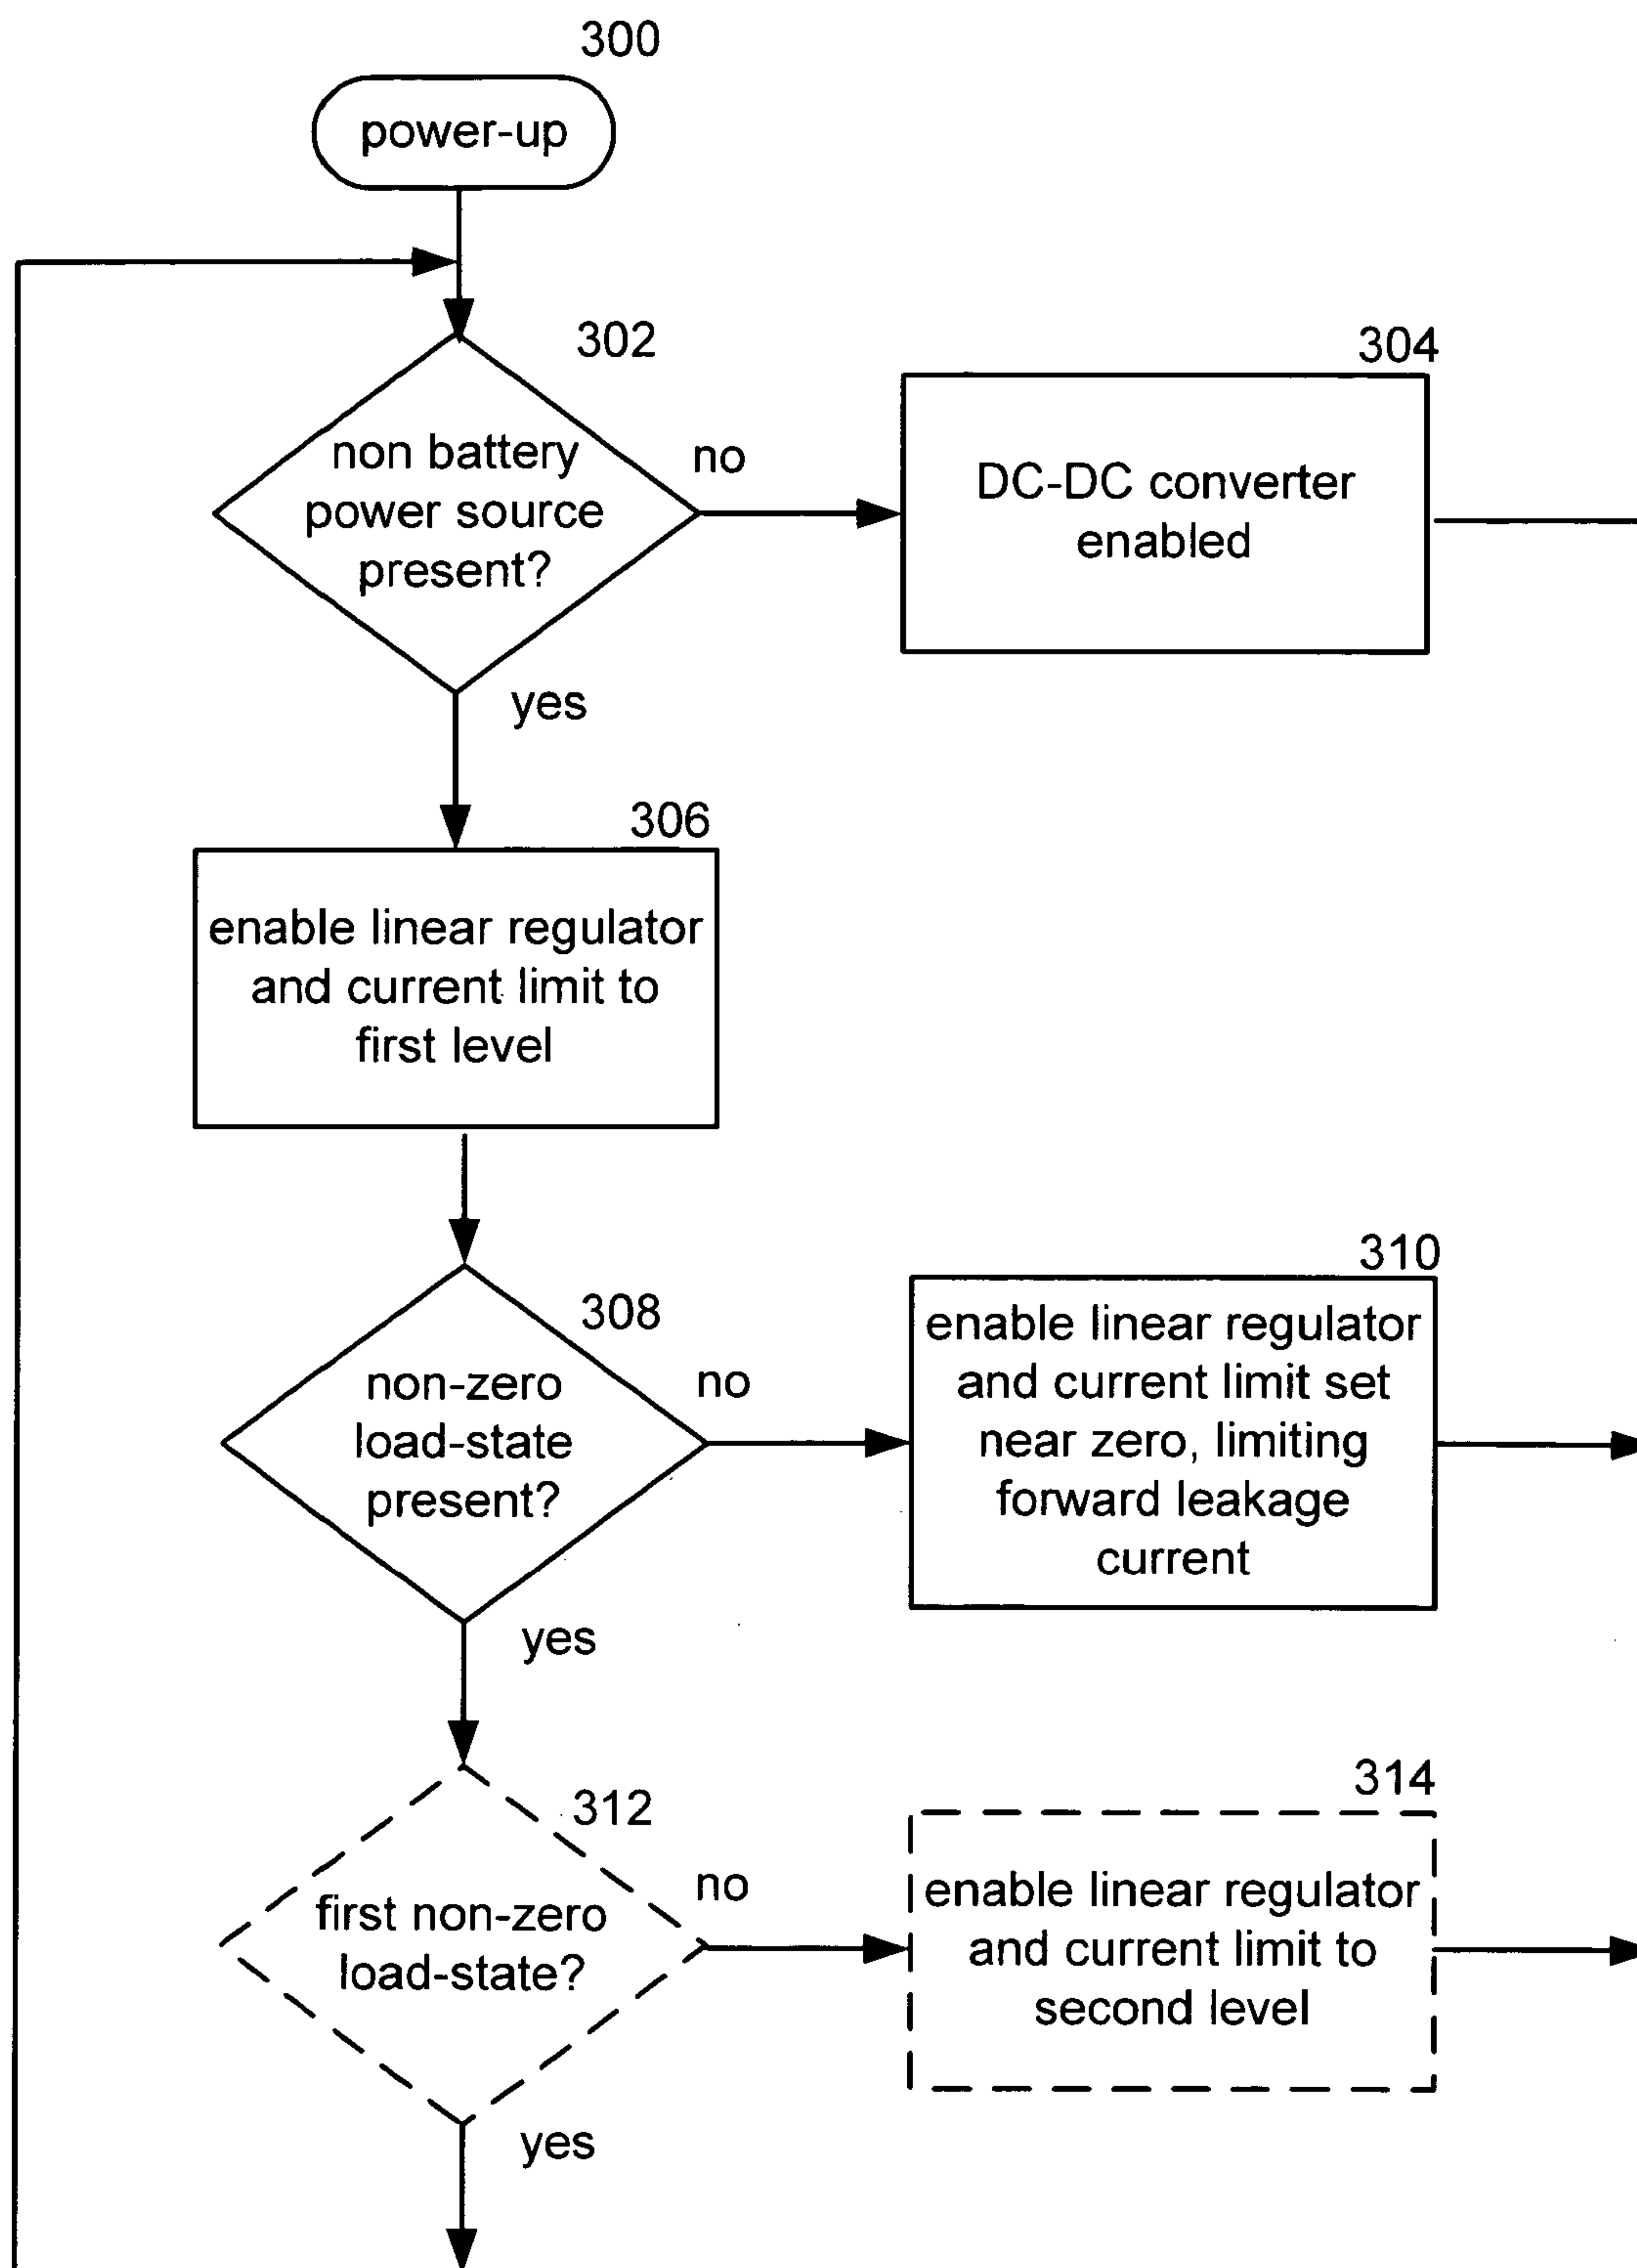 300
power-up
302
non battery
power source
present?
no
304
DC-DC converter
enabled
yes
306
enable linear regulator
and current limit to
first level
308
non-zero
load-state
present?
no
310
enable linear regulator
and current limit set
near zero, limiting
forward leakage
current
yes
312
first non-zero
load-state?
no
314
enable linear regulator
and current limit to
second level
yes